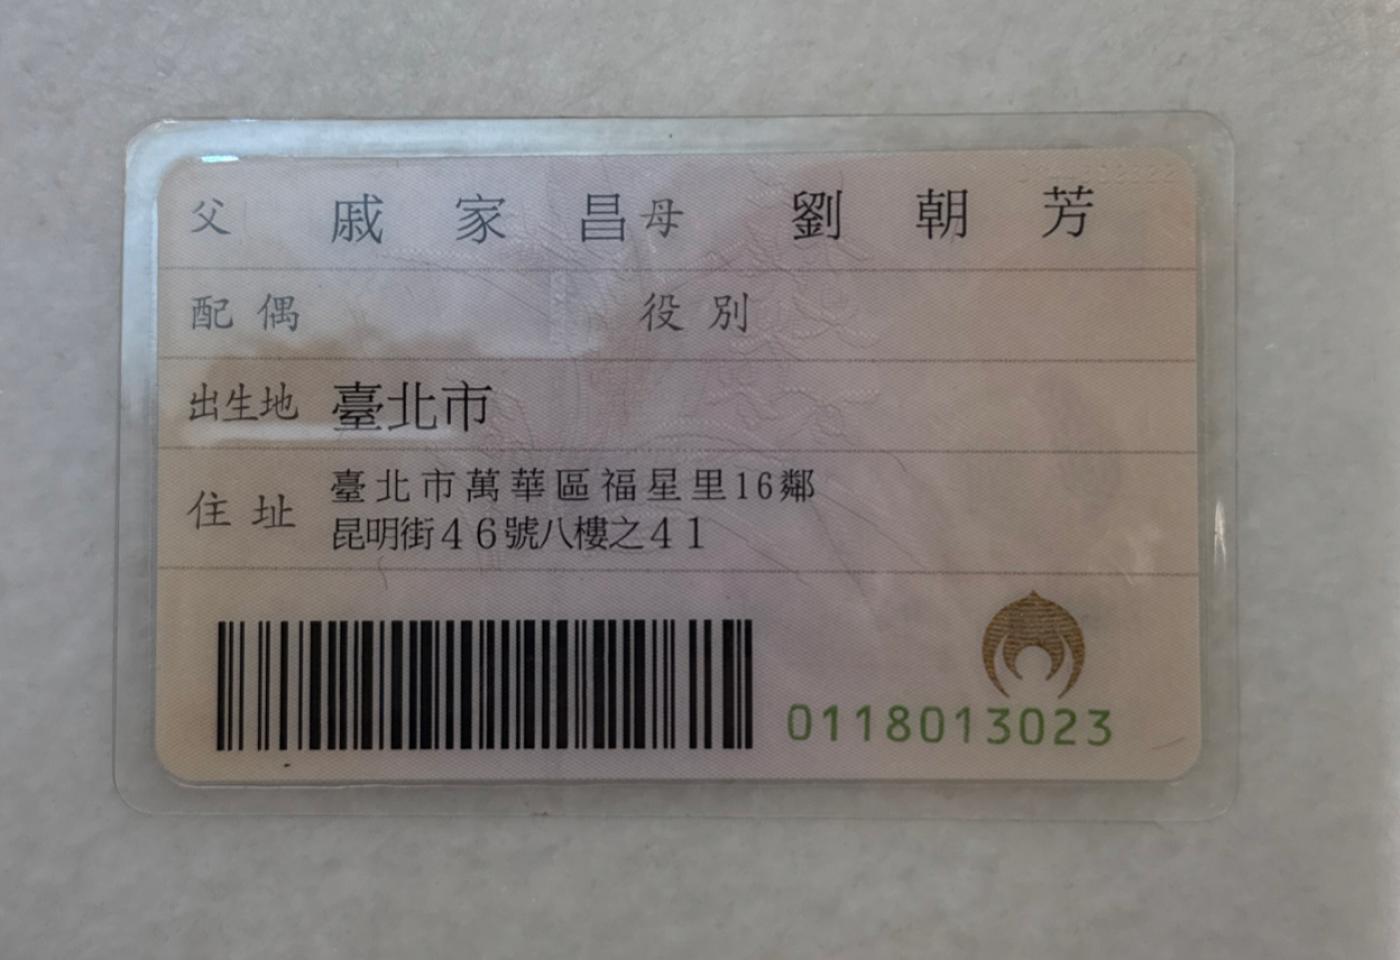 父 戚家昌 母 劉朝芳
配偶 役別
出生地 臺北市
住址 臺北市萬華區福星里16鄰
昆明街46號八樓之41
0118013023